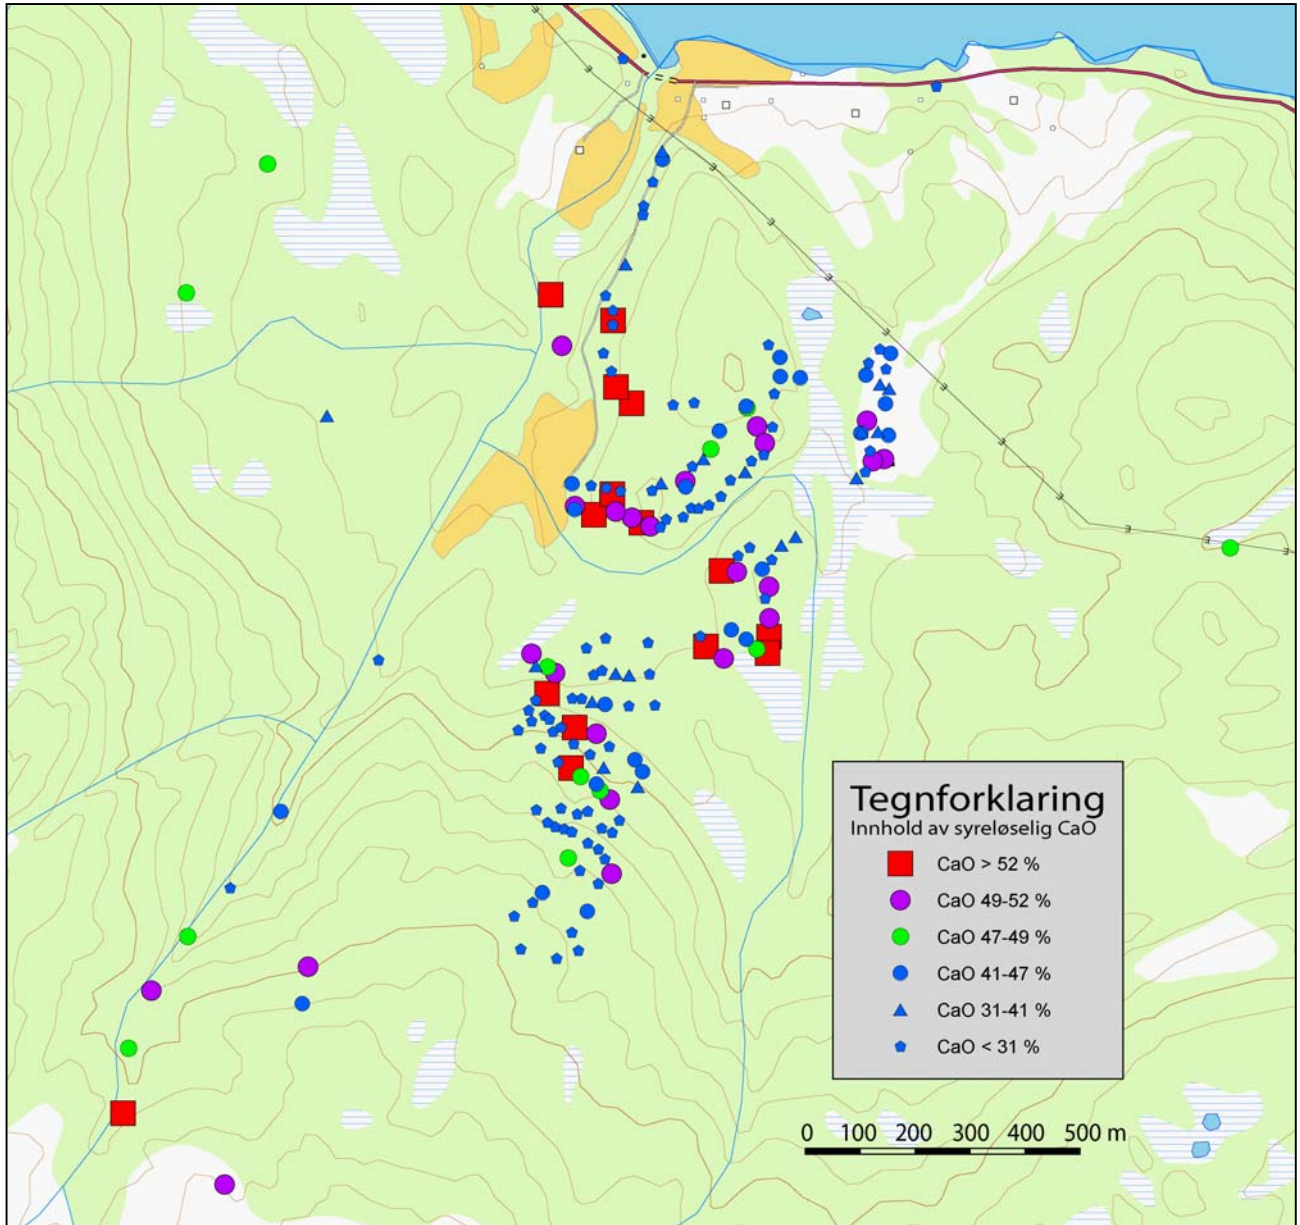 Tegnforklaring
Innhold av syreløselig CaO
CaO > 52 %
CaO 49-52 %
CaO 47-49 %
CaO 41-47 %
CaO 31-41 %
CaO < 31 %
0 100 200 300 400 500 m